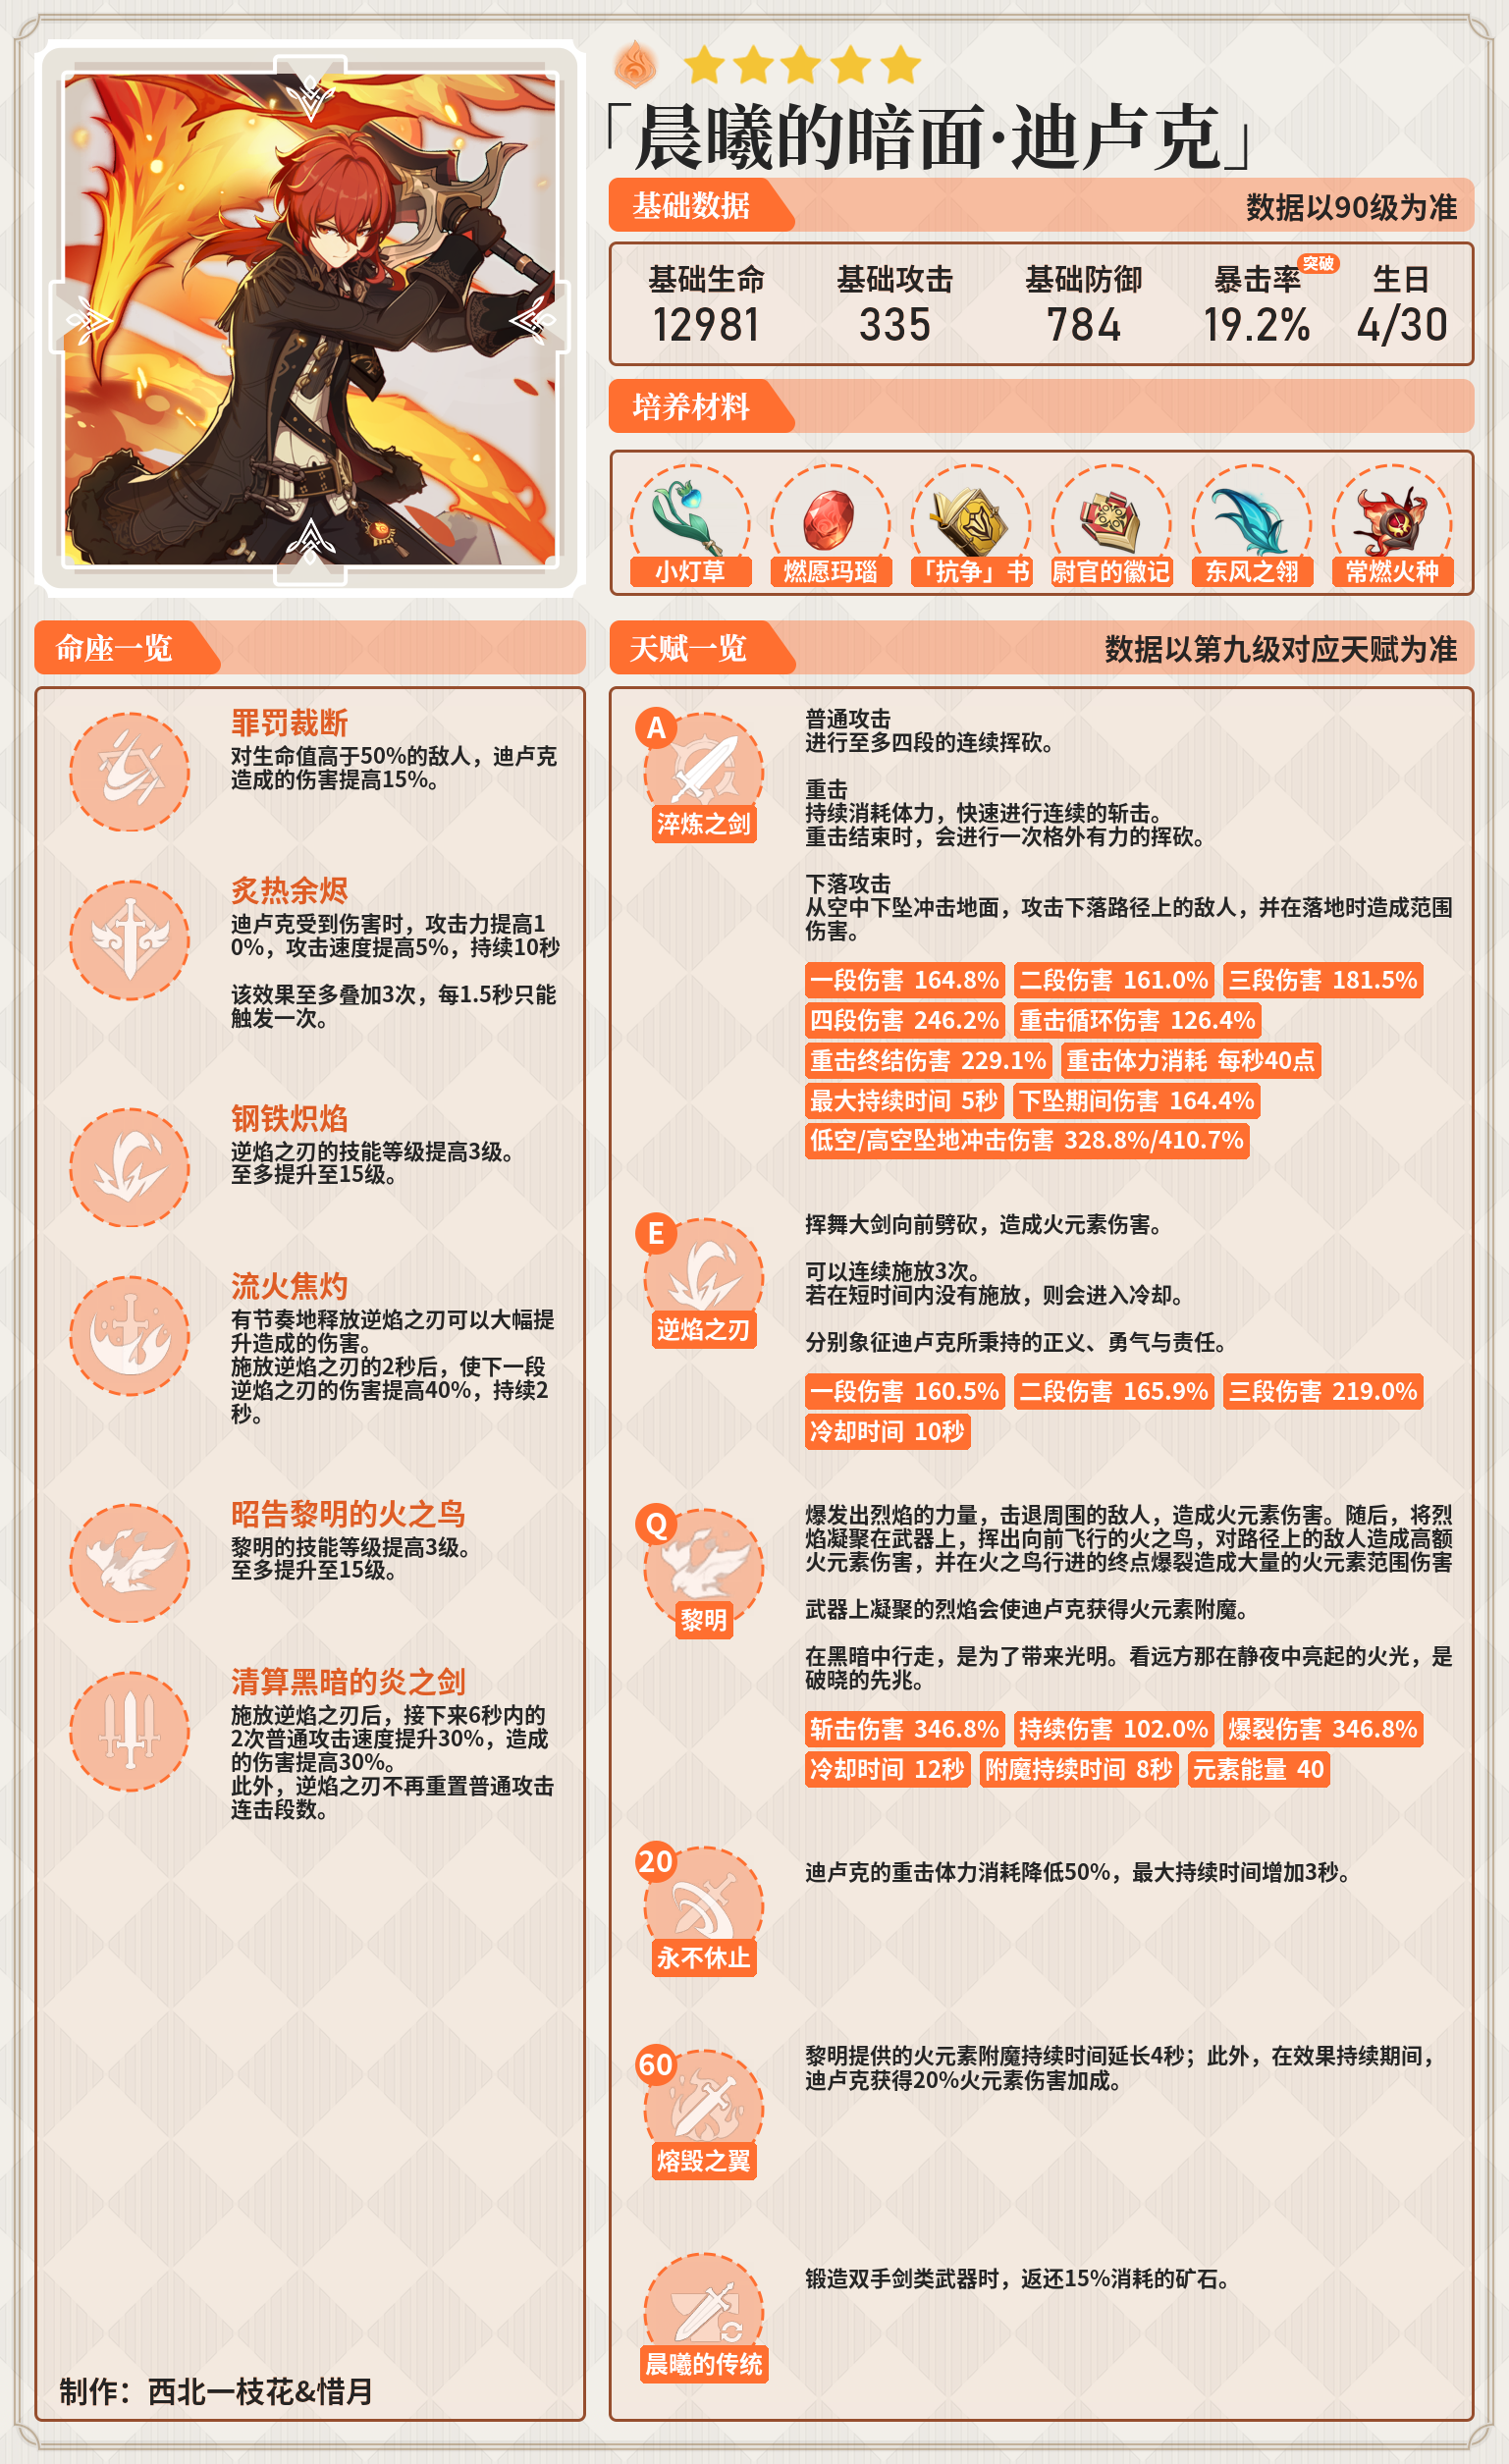 「晨曦的暗面·迪卢克」
基础数据
数据以90级为准
基础生命
12981
基础攻击
335
基础防御
784
暴击率
突破
19.2%
生日
4/30
培养材料
小灯草
燃愿玛瑙
「抗争」书
尉官的徽记
东风之翎
常燃火种
命座一览
罪罚裁断
对生命值高于50%的敌人，迪卢克
造成的伤害提高15%。
炙热余烬
迪卢克受到伤害时，攻击力提高1
0%，攻击速度提高5%，持续10秒
该效果至多叠加3次，每1.5秒只能
触发一次。
钢铁炽焰
逆焰之刃的技能等级提高3级。
至多提升至15级。
流火焦灼
有节奏地释放逆焰之刃可以大幅提
升造成的伤害。
施放逆焰之刃的2秒后，使下一段
逆焰之刃的伤害提高40%，持续2
秒。
昭告黎明的火之鸟
黎明的技能等级提高3级。
至多提升至15级。
清算黑暗的炎之剑
施放逆焰之刃后，接下来6秒内的
2次普通攻击速度提升30%，造成
的伤害提高30%。
此外，逆焰之刃不再重置普通攻击
连击段数。
制作：西北一枝花&惜月
天赋一览
数据以第九级对应天赋为准
A
淬炼之剑
普通攻击
进行至多四段的连续挥砍。
重击
持续消耗体力，快速进行连续的斩击。
重击结束时，会进行一次格外有力的挥砍。
下落攻击
从空中下坠冲击地面，攻击下落路径上的敌人，并在落地时造成范围
伤害。
一段伤害 164.8% 二段伤害 161.0% 三段伤害 181.5%
四段伤害 246.2% 重击循环伤害 126.4%
重击终结伤害 229.1% 重击体力消耗 每秒40点
最大持续时间 5秒 下坠期间伤害 164.4%
低空/高空坠地冲击伤害 328.8%/410.7%
E
逆焰之刃
挥舞大剑向前劈砍，造成火元素伤害。
可以连续施放3次。
若在短时间内没有施放，则会进入冷却。
分别象征迪卢克所秉持的正义、勇气与责任。
一段伤害 160.5% 二段伤害 165.9% 三段伤害 219.0%
冷却时间 10秒
Q
黎明
爆发出烈焰的力量，击退周围的敌人，造成火元素伤害。随后，将烈
焰凝聚在武器上，挥出向前飞行的火之鸟，对路径上的敌人造成高额
火元素伤害，并在火之鸟行进的终点爆裂造成大量的火元素范围伤害
武器上凝聚的烈焰会使迪卢克获得火元素附魔。
在黑暗中行走，是为了带来光明。看远方那在静夜中亮起的火光，是
破晓的先兆。
斩击伤害 346.8% 持续伤害 102.0% 爆裂伤害 346.8%
冷却时间 12秒 附魔持续时间 8秒 元素能量 40
20
永不休止
迪卢克的重击体力消耗降低50%，最大持续时间增加3秒。
60
熔毁之翼
黎明提供的火元素附魔持续时间延长4秒；此外，在效果持续期间，
迪卢克获得20%火元素伤害加成。
晨曦的传统
锻造双手剑类武器时，返还15%消耗的矿石。